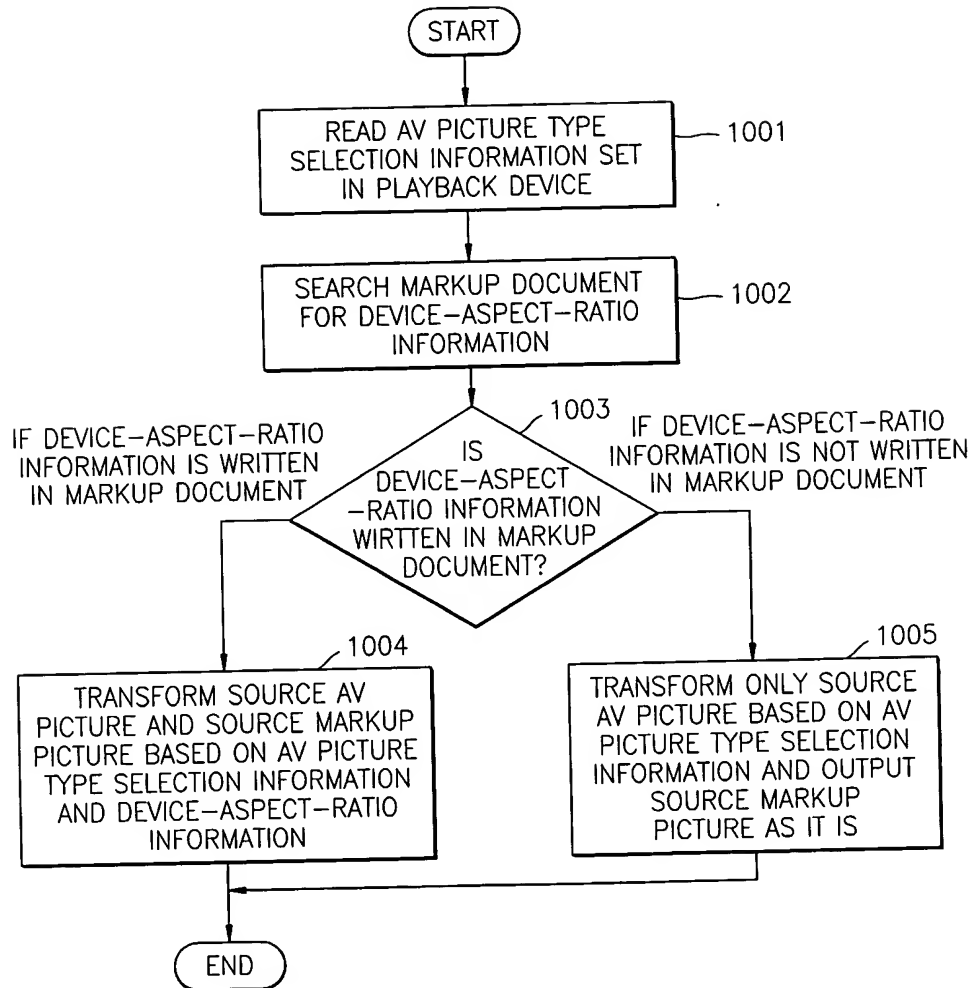 START
READ AV PICTURE TYPE
SELECTION INFORMATION SET
IN PLAYBACK DEVICE
1001
SEARCH MARKUP DOCUMENT
FOR DEVICE-ASPECT-RATIO
INFORMATION
1002
1003
IF DEVICE-ASPECT-RATIO
INFORMATION IS WRITTEN
IN MARKUP DOCUMENT
IS
DEVICE-ASPECT
-RATIO INFORMATION
WIRTTEN IN MARKUP
DOCUMENT?
IF DEVICE-ASPECT-RATIO
INFORMATION IS NOT WRITTEN
IN MARKUP DOCUMENT
1004
TRANSFORM SOURCE AV
PICTURE AND SOURCE MARKUP
PICTURE BASED ON AV PICTURE
TYPE SELECTION INFORMATION
AND DEVICE-ASPECT-RATIO
INFORMATION
1005
TRANSFORM ONLY SOURCE
AV PICTURE BASED ON AV
PICTURE TYPE SELECTION
INFORMATION AND OUTPUT
SOURCE MARKUP
PICTURE AS IT IS
END